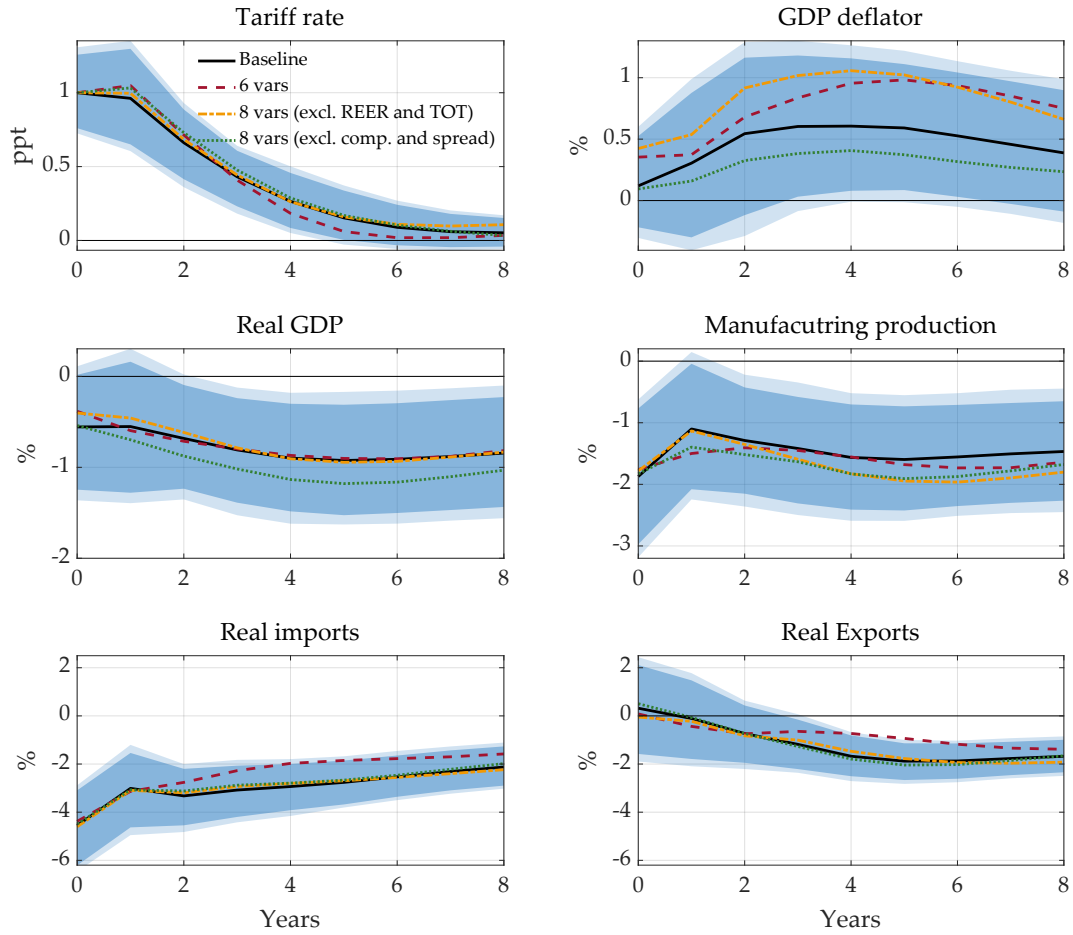 Tariff rate
ppt
1
0.5
0
0 2 4 6 8
Baseline
6 vars
8 vars (excl. REER and TOT)
8 vars (excl. comp. and spread)
GDP deflator
%
1
0.5
0
0 2 4 6 8
Real GDP
%
0
-1
-2
0 2 4 6 8
Manufacutring production
%
0
-1
-2
-3
0 2 4 6 8
Real imports
%
2
0
-2
-4
-6
0 2 4 6 8
Years
Real Exports
%
2
0
-2
-4
-6
0 2 4 6 8
Years